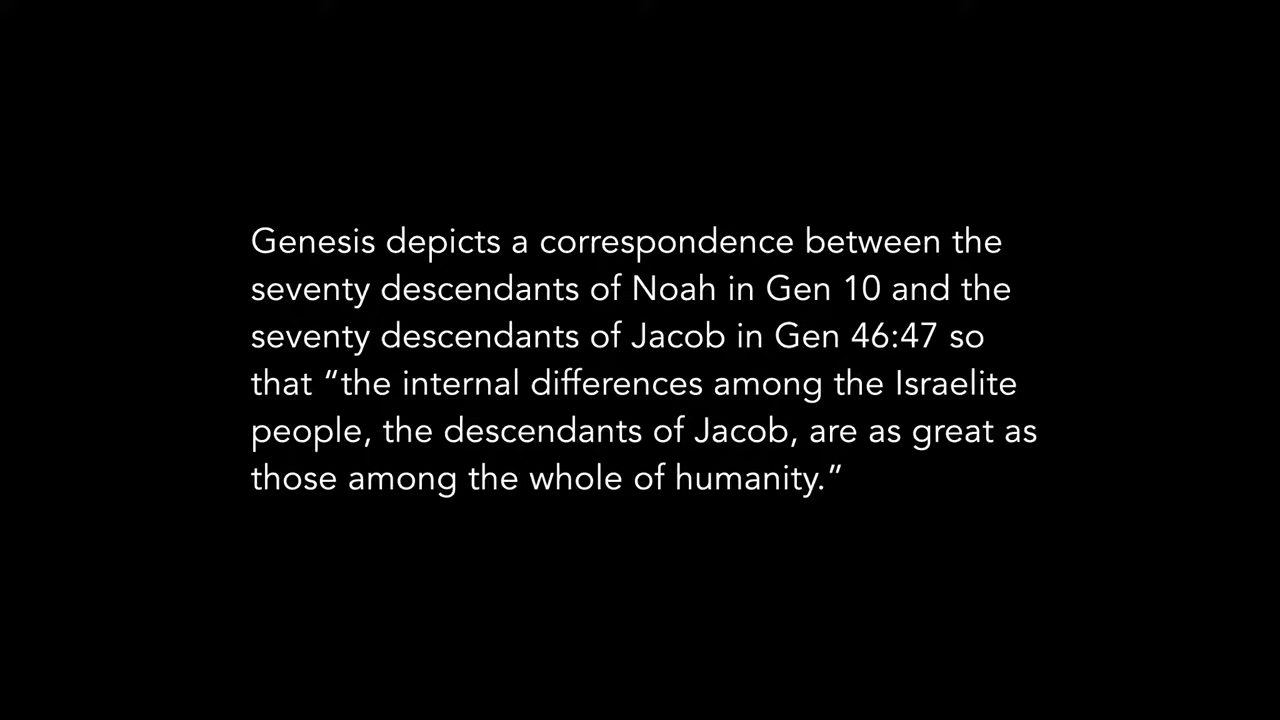 Genesis depicts a correspondence between the
seventy descendants of Noah in Gen 10 and the
seventy descendants of Jacob in Gen 46:47 so
that “the internal differences among the Israelite
people, the descendants of Jacob, are as great as
those among the whole of humanity.”